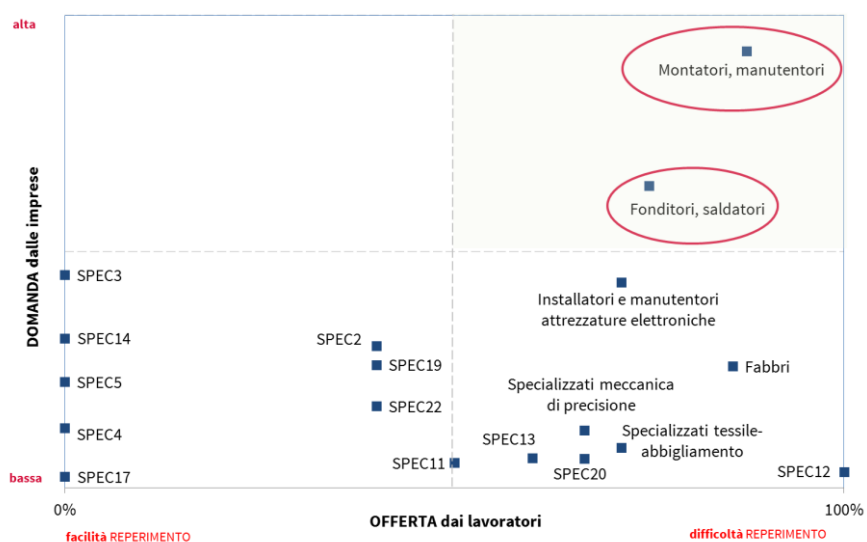 alta
Montatori, manutentori
Fonditori, saldatori
DOMANDA dalle imprese
SPEC3
Installatori e manutentori
attrezzature elettroniche
SPEC14
SPEC2
SPEC19
Fabbri
SPEC5
Specializzati meccanica
di precisione
SPEC22
SPEC4
SPEC13
Specializzati tessile-
abbigliamento
SPEC11
SPEC20
SPEC12
SPEC17
bassa
0%
100%
OFFERTA dai lavoratori
facilità REPERIMENTO
difficoltà REPERIMENTO